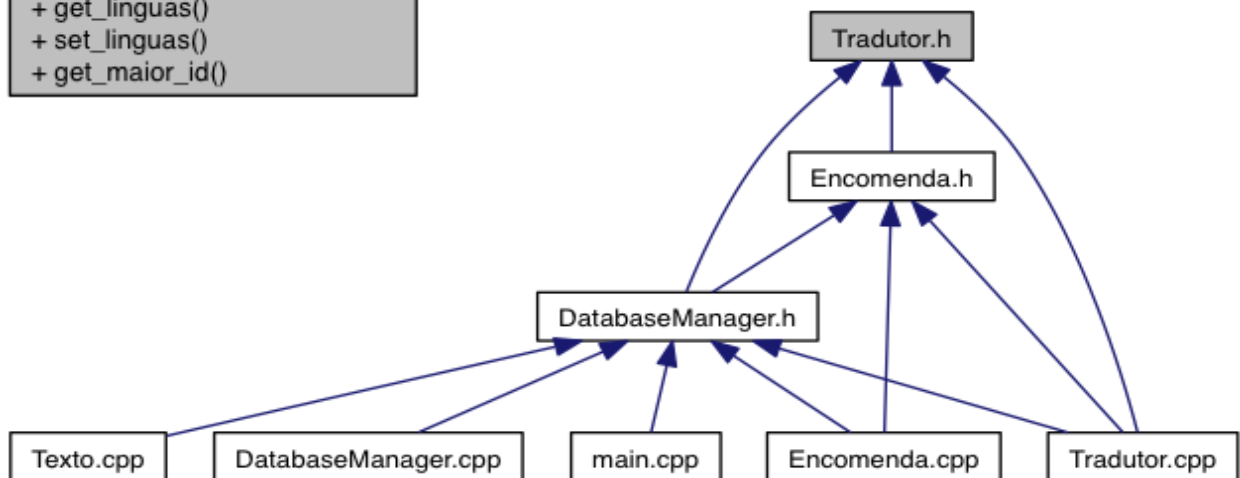 + get_linguas()
+ set_linguas()
+ get_maior_id()
Tradutor.h
Encomenda.h
DatabaseManager.h
Texto.cpp
DatabaseManager.cpp
main.cpp
Encomenda.cpp
Tradutor.cpp